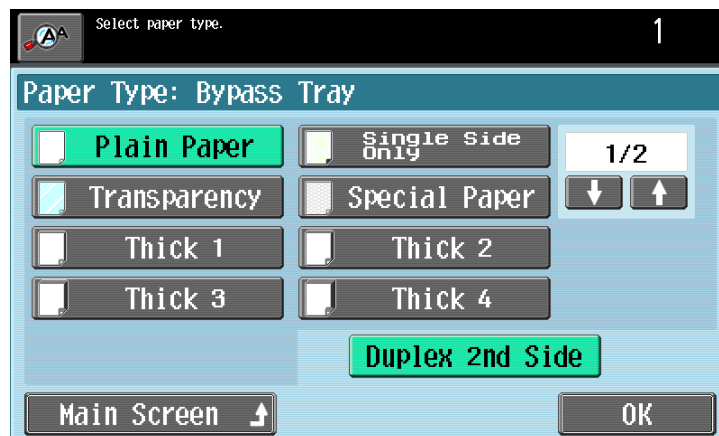 A A
Select paper type.
1
Paper Type: Bypass Tray
Plain Paper
Single Side
Only
1/2
Transparency
Special Paper
Thick 1
Thick 2
Thick 3
Thick 4
Duplex 2nd Side
Main Screen
OK